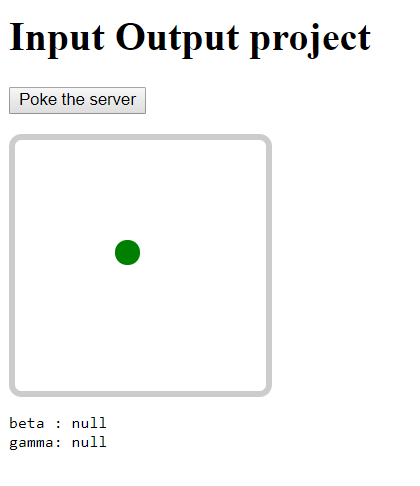 Input Output project
Poke the server
beta : null
gamma: null